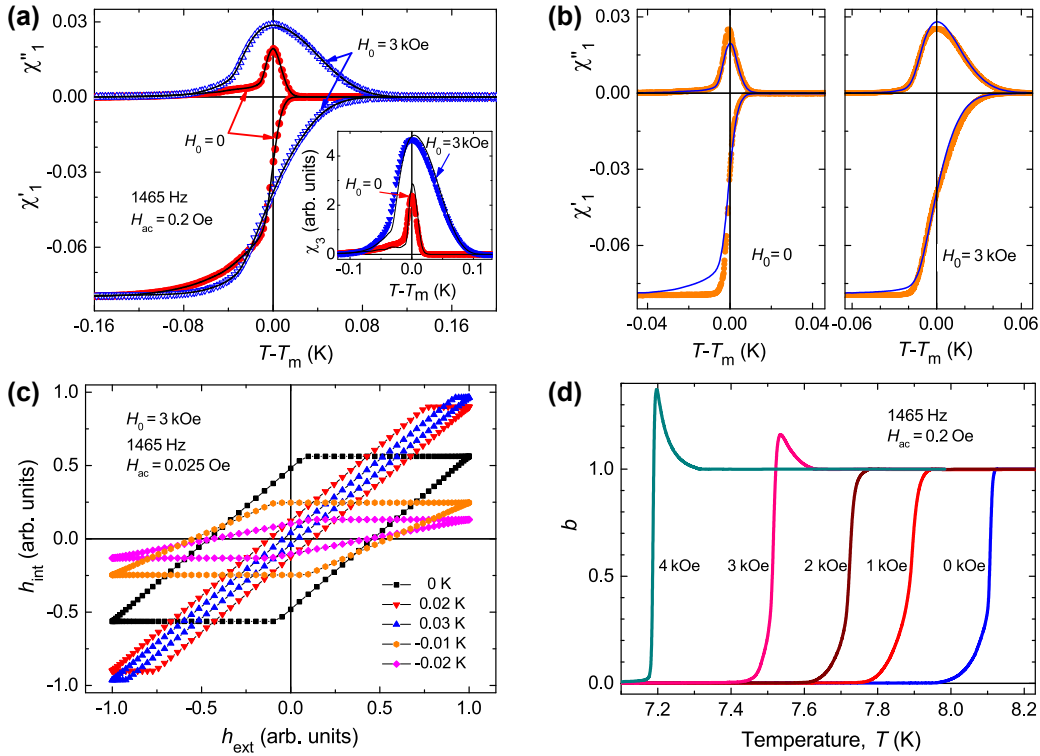 (a)
0.03
0.00
-0.03
-0.06
χ"₁
χ'₁
H₀ = 3 kOe
H₀ = 0
1465 Hz
Hac = 0.2 Oe
-0.16 -0.08 0.00 0.08 0.16
T-Tm (K)
4
2
0
χ₃ (arb. units)
H₀ = 3 kOe
H₀ = 0
-0.1 0.0 0.1
T-Tm (K)
(b)
0.03
0.00
-0.03
-0.06
χ"₁
χ'₁
H₀ = 0
H₀ = 3 kOe
-0.04 0.00 0.04
-0.06 0.00 0.06
T-Tm (K)
T-Tm (K)
(c)
1.0
0.5
0.0
-0.5
-1.0
hint (arb. units)
H₀ = 3 kOe
1465 Hz
Hac = 0.025 Oe
0 K
0.02 K
0.03 K
-0.01 K
-0.02 K
-1.0 -0.5 0.0 0.5 1.0
hext (arb. units)
(d)
1465 Hz
Hac = 0.2 Oe
1.0
0.5
0.0
b
4 kOe 3 kOe 2 kOe 1 kOe 0 kOe
7.2 7.4 7.6 7.8 8.0 8.2
Temperature, T (K)